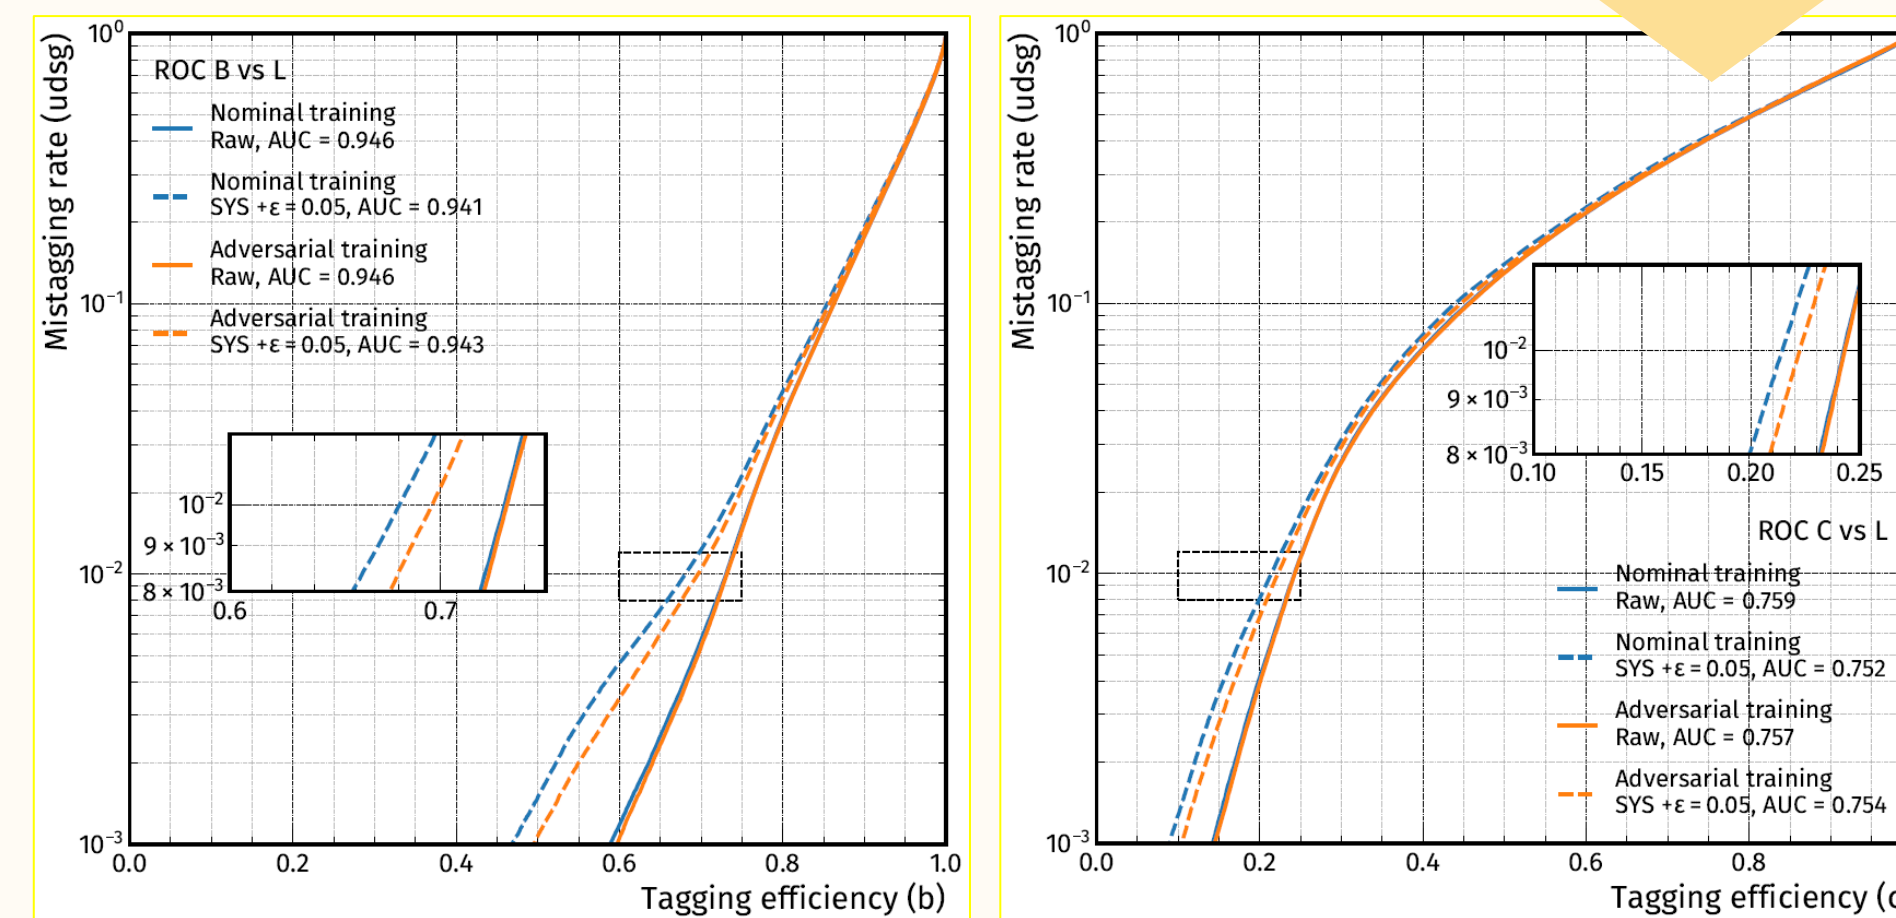 10⁰
ROC B vs L
Nominal training
Raw, AUC = 0.946
Nominal training
SYS +ε = 0.05, AUC = 0.941
Adversarial training
Raw, AUC = 0.946
Adversarial training
SYS +ε = 0.05, AUC = 0.943
Mistagging rate (udsg)
10⁻¹
10⁻²
10⁻³
10⁻²
9 × 10⁻³
8 × 10⁻³
0.6 0.7
0.0 0.2 0.4 0.6 0.8 1.0
Tagging efficiency (b)
10⁰
Mistagging rate (udsg)
10⁻¹
10⁻²
10⁻³
10⁻²
9 × 10⁻³
8 × 10⁻³
0.10 0.15 0.20 0.25
ROC C vs L
Nominal training
Raw, AUC = 0.759
Nominal training
SYS +ε = 0.05, AUC = 0.752
Adversarial training
Raw, AUC = 0.757
Adversarial training
SYS +ε = 0.05, AUC = 0.754
0.0 0.2 0.4 0.6 0.8
Tagging efficiency (